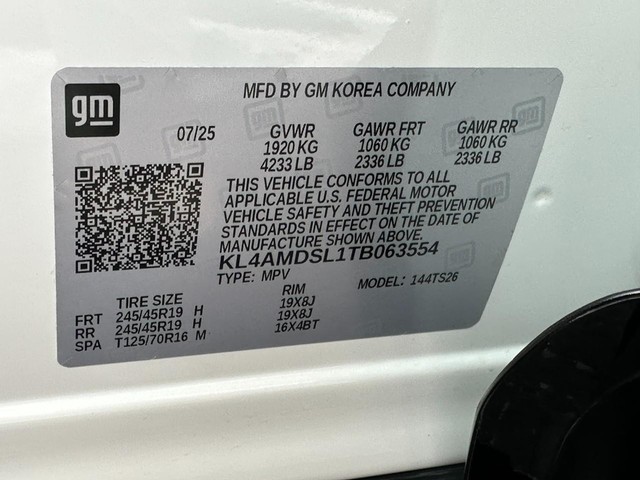 gm
MFD BY GM KOREA COMPANY
07/25 GVWR GAWR FRT GAWR RR
1920 KG 1060 KG 1060 KG
4233 LB 2336 LB 2336 LB
THIS VEHICLE CONFORMS TO ALL
APPLICABLE U.S. FEDERAL MOTOR
VEHICLE SAFETY AND THEFT PREVENTION
STANDARDS IN EFFECT ON THE DATE OF
MANUFACTURE SHOWN ABOVE.
KL4AMDSL1TB063554
TYPE: MPV MODEL: 144TS26
TIRE SIZE RIM
FRT 245/45R19 H 19X8J
RR 245/45R19 H 19X8J
SPA T125/70R16 M 16X4BT